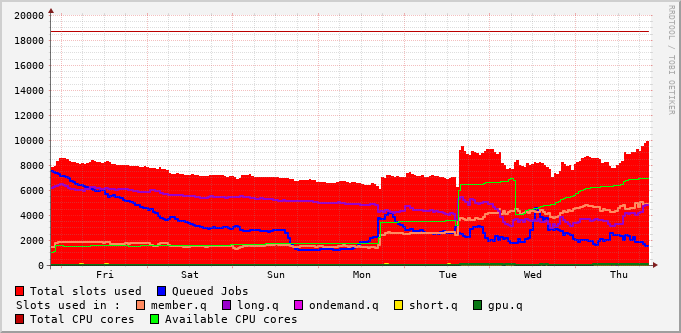 RRDTOOL / TOBI OETIKER
20000
18000
16000
14000
12000
10000
8000
6000
4000
2000
0
Fri Sat Sun Mon Tue Wed Thu
Total slots used Queued Jobs
Slots used in : member.q long.q ondemand.q short.q gpu.q
Total CPU cores Available CPU cores